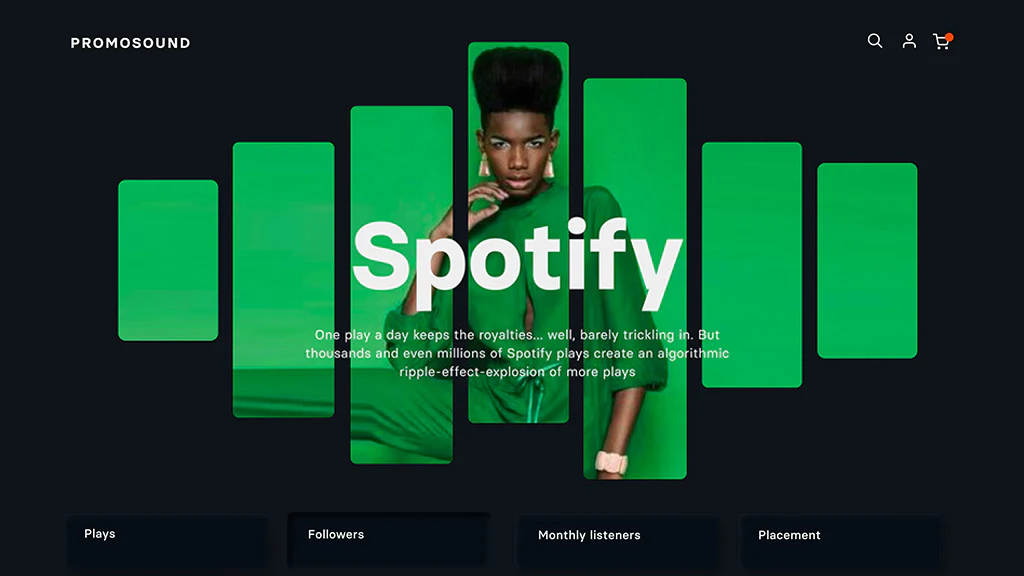 PROMOSOUND
Spotify
One play a day keeps the royalties... well, barely trickling in. But
thousands and even millions of Spotify plays create an algorithmic
ripple-effect-explosion of more plays
Plays
Followers
Monthly listeners
Placement